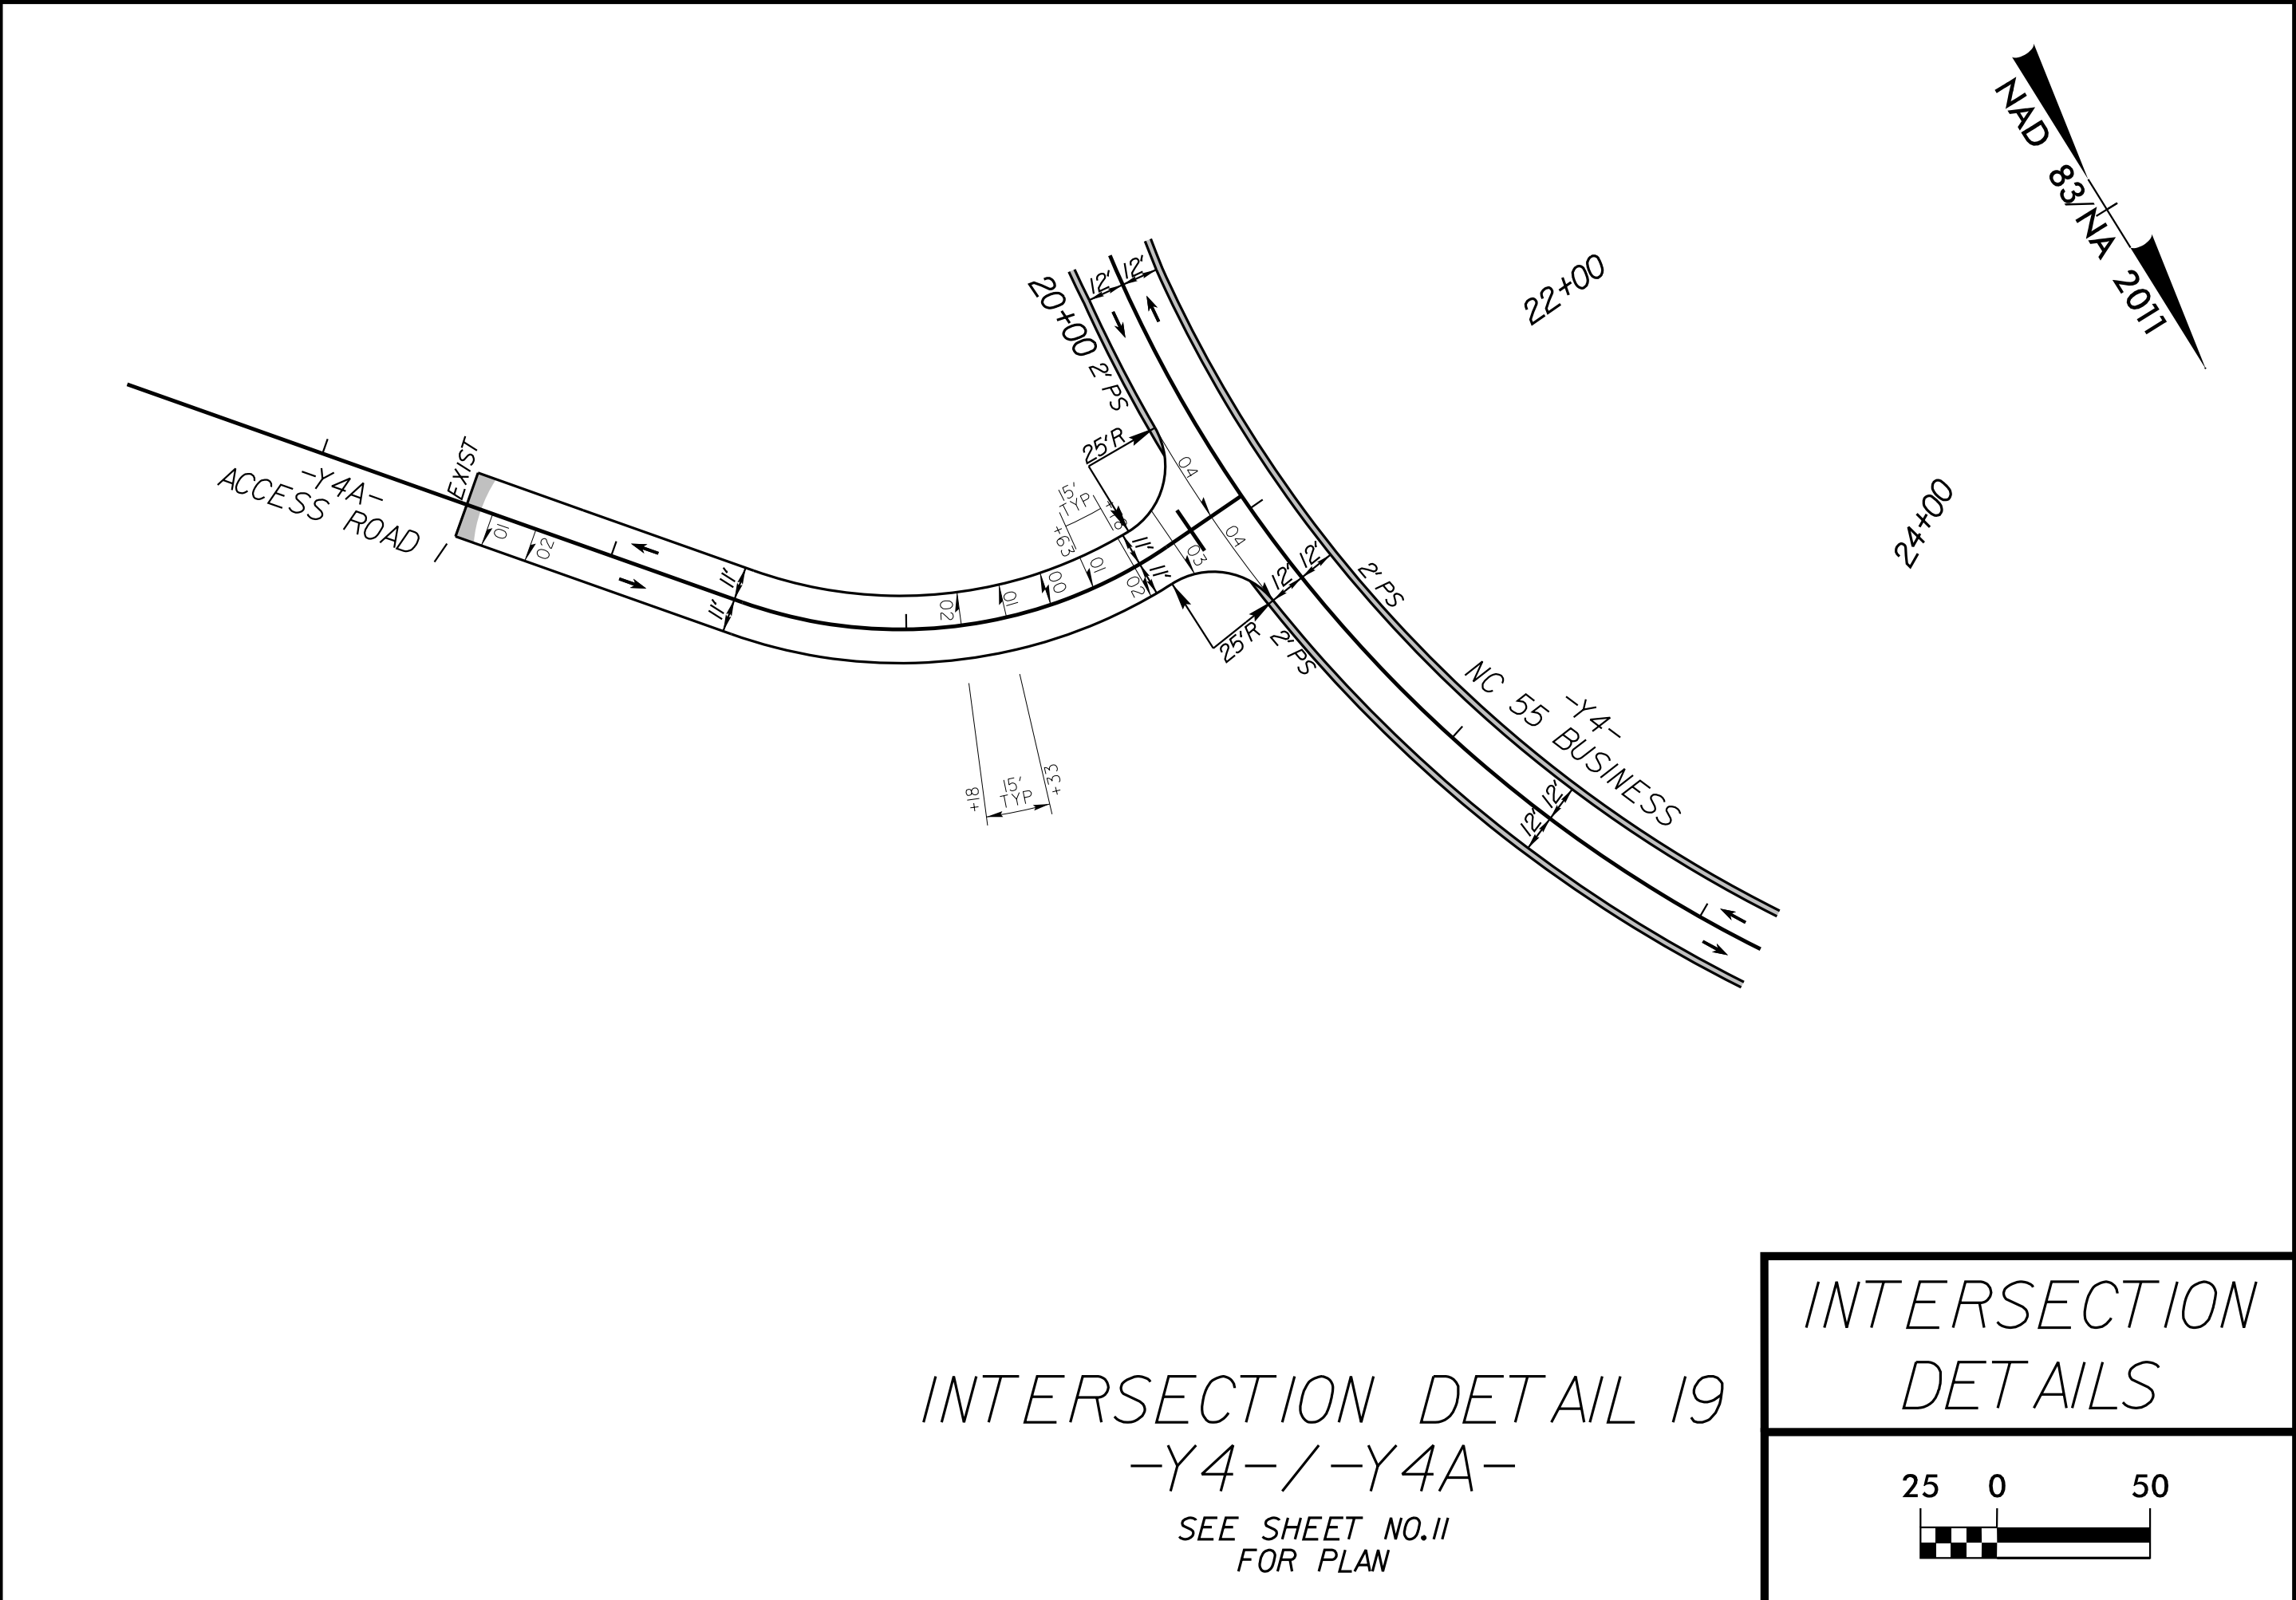 NAD 83/NA 2011
22+00
24+00
20+00
12'
12'
2' PS
25'R
15'
TYP
+63
.04
.04
.03
11'
11'
.02
.01
.00
.01
.02
EXIST
-Y4A-
ACCESS ROAD 1
.01
.02
11'
11'
12'
12'
2' PS
25'R
2' PS
-Y4-
NC 55 BUSINESS
12'
12'
+18
15'
TYP
+33
INTERSECTION
DETAILS
INTERSECTION DETAIL 19
-Y4-/-Y4A-
SEE SHEET NO. 11
FOR PLAN
25 0 50